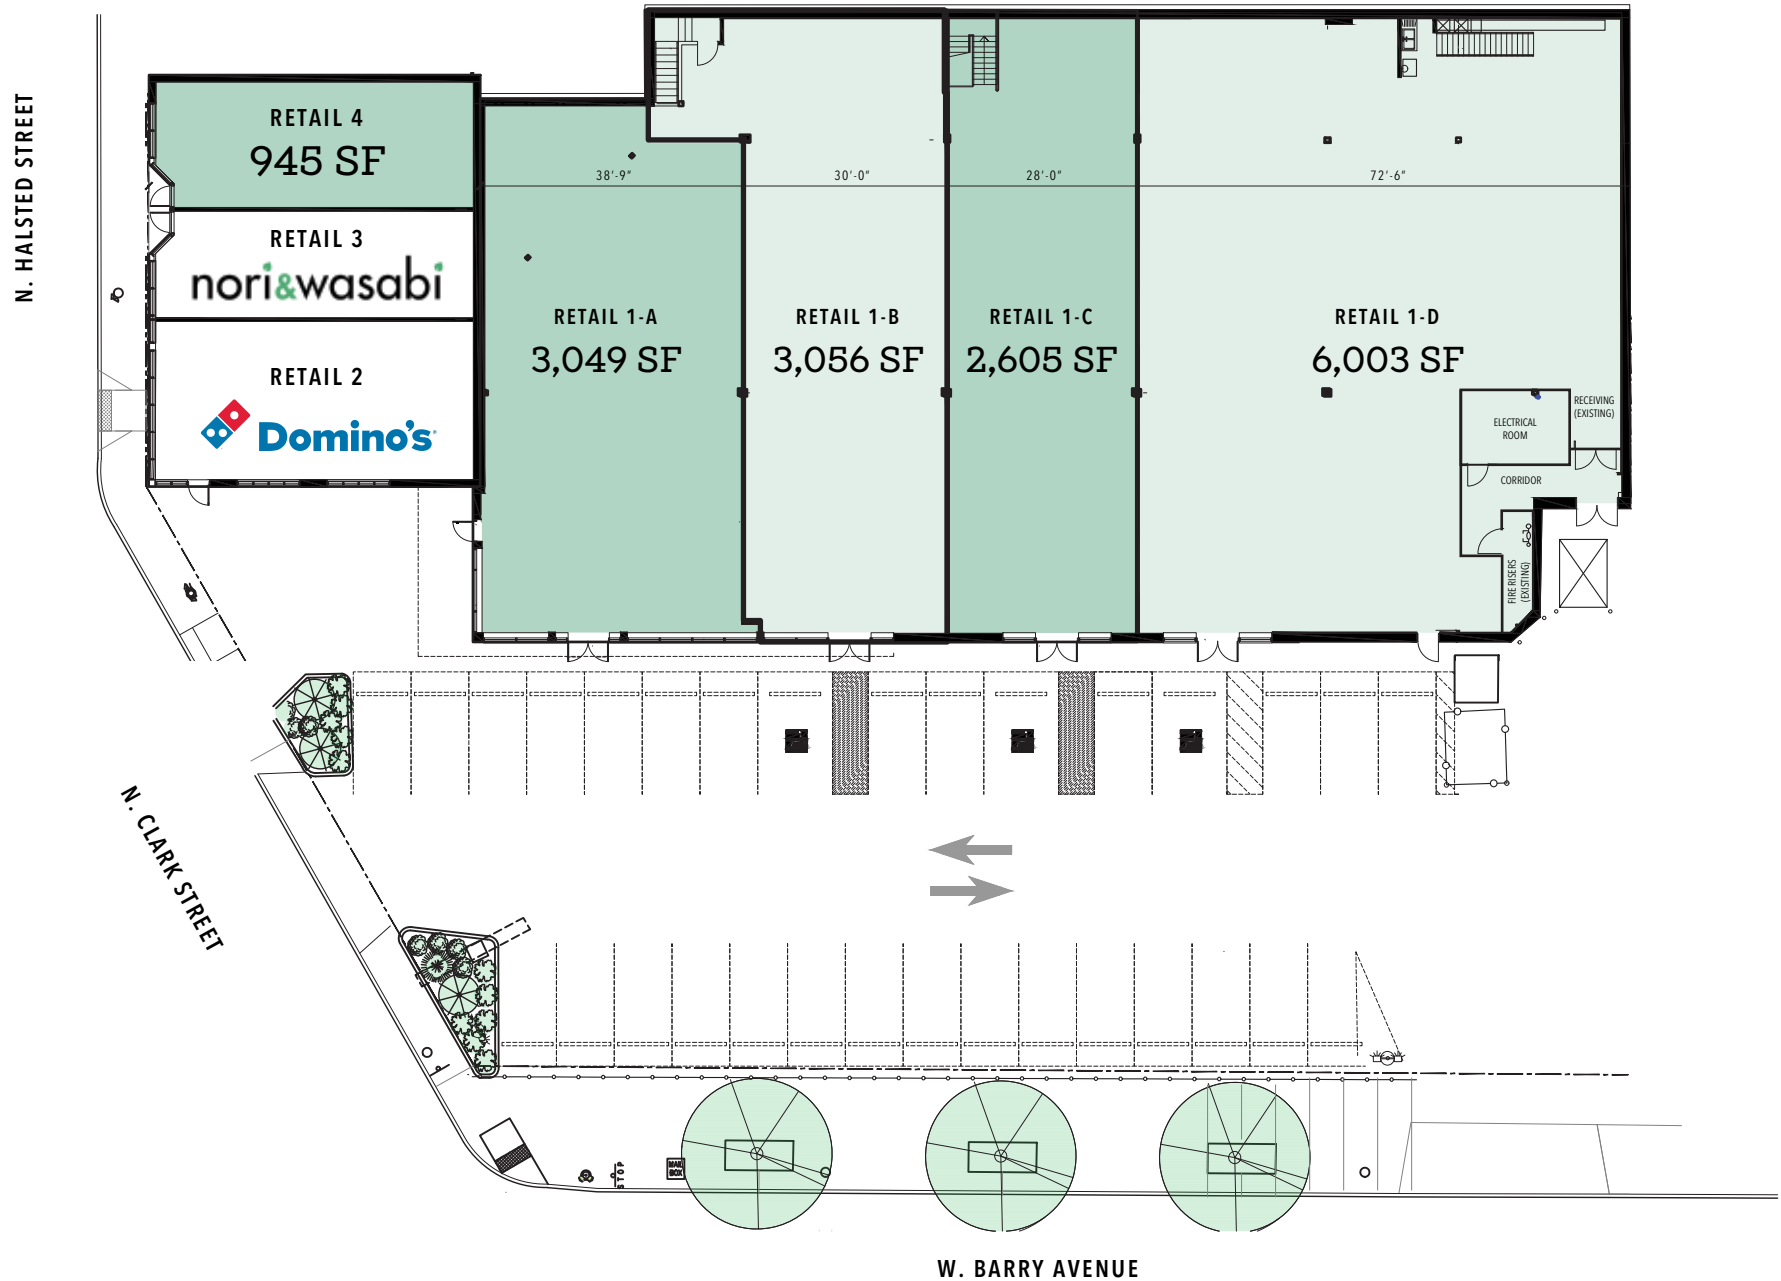 N. HALSTED STREET
RETAIL 4
945 SF
RETAIL 3
nori&wasabi
RETAIL 2
Domino's
38'-9"
30'-0"
28'-0"
72'-6"
RETAIL 1-A
3,049 SF
RETAIL 1-B
3,056 SF
RETAIL 1-C
2,605 SF
RETAIL 1-D
6,003 SF
ELECTRICAL
ROOM
RECEIVING
(EXISTING)
CORRIDOR
FIRE RISERS
(EXISTING)
N. CLARK STREET
STOP
MAIL
BOX
W. BARRY AVENUE